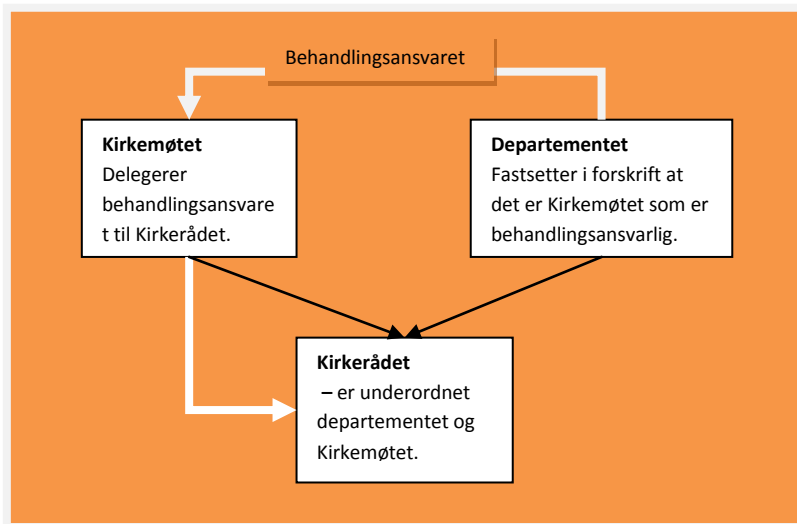 Behandlingsansvaret
Kirkemøtet
Delegerer
behandlingsansvare
t til Kirkerådet.
Departementet
Fastsetter i forskrift at
det er Kirkemøtet som er
behandlingsansvarlig.
Kirkerådet
– er underordnet
departementet og
Kirkemøtet.